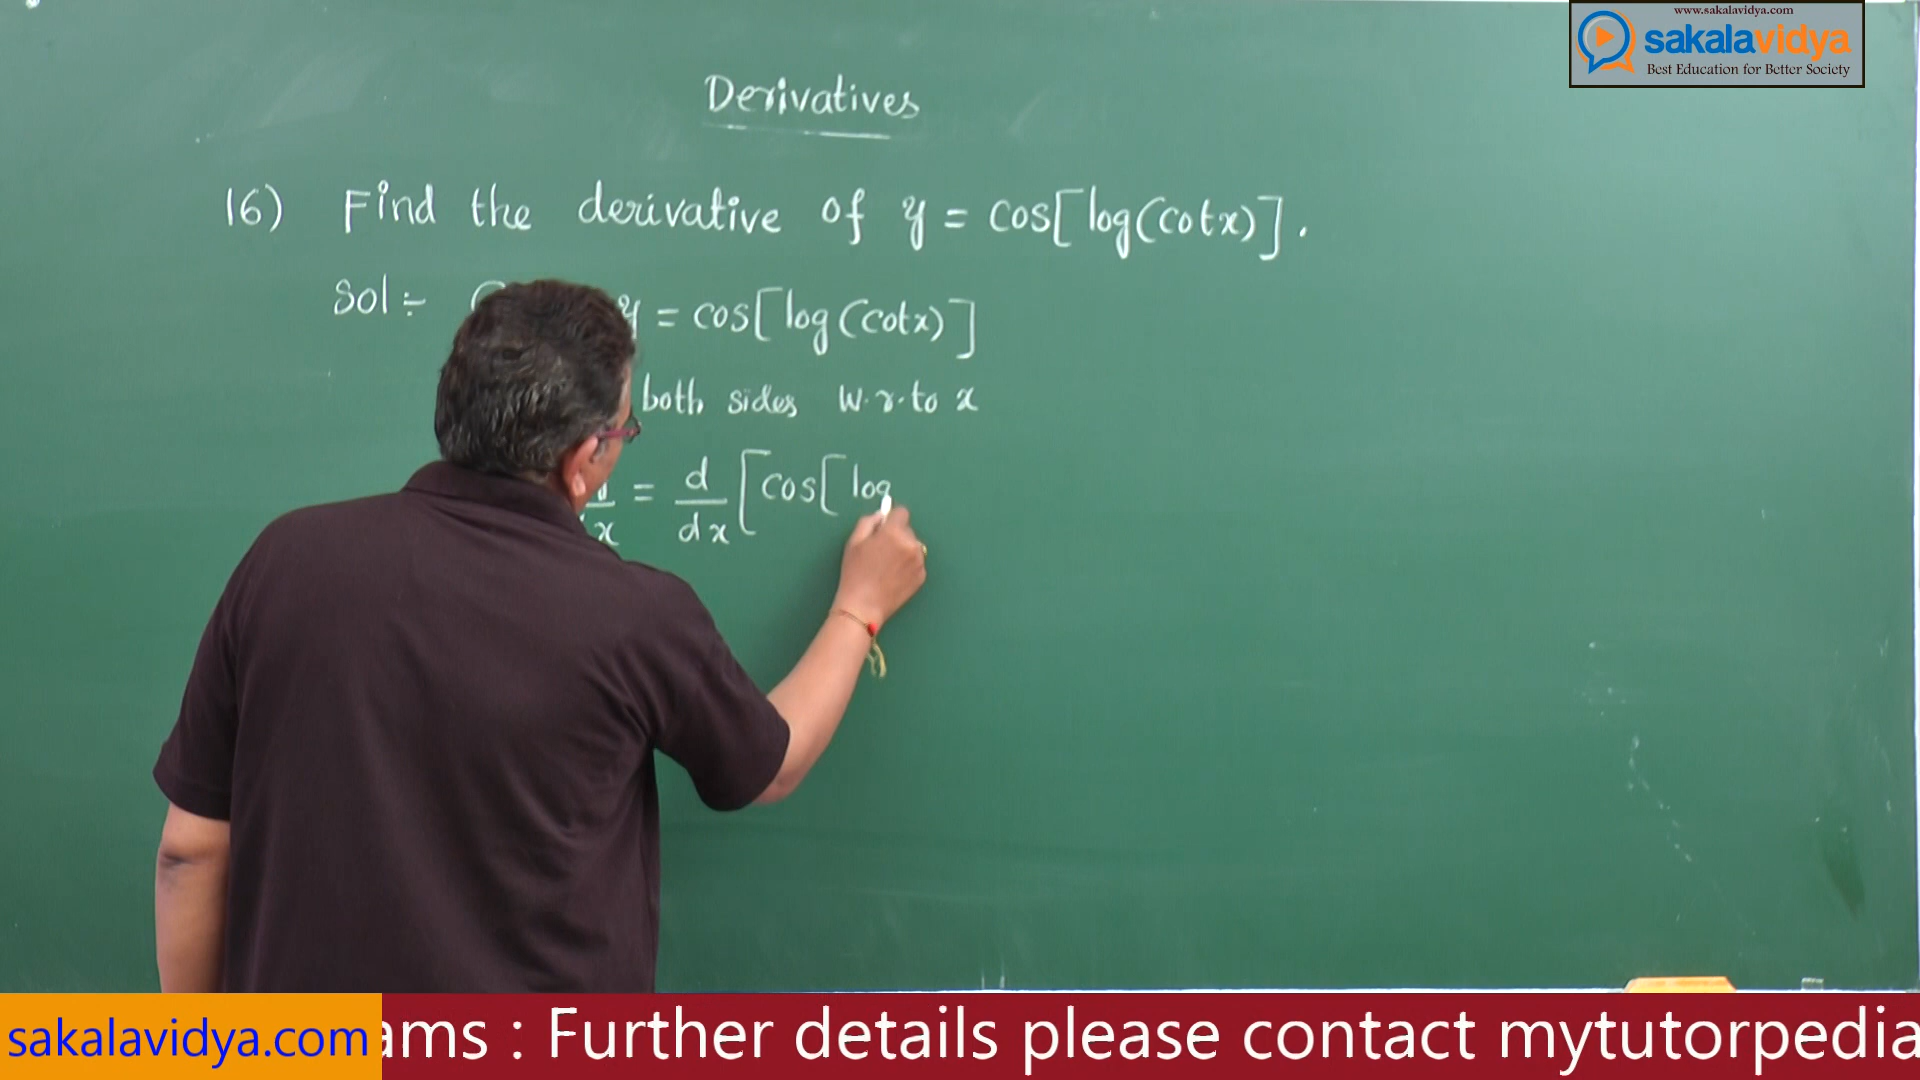 www.sakalavidya.com
sakalavidya
Best Education for Better Society
Derivatives
16) Find the derivative of y = cos[log(cotx)].
Sol:- y = cos[log(cotx)]
both sides w.r.to x
= d/dx [cos[log
sakalavidya.com
ams : Further details please contact mytutorpedia